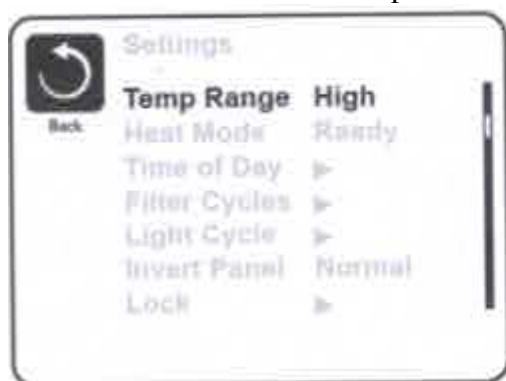 Settings
Back
Temp Range High
Heat Mode Ready
Time of Day ▶
Filter Cycles ▶
Light Cycle ▶
Invert Panel Normal
Lock ▶